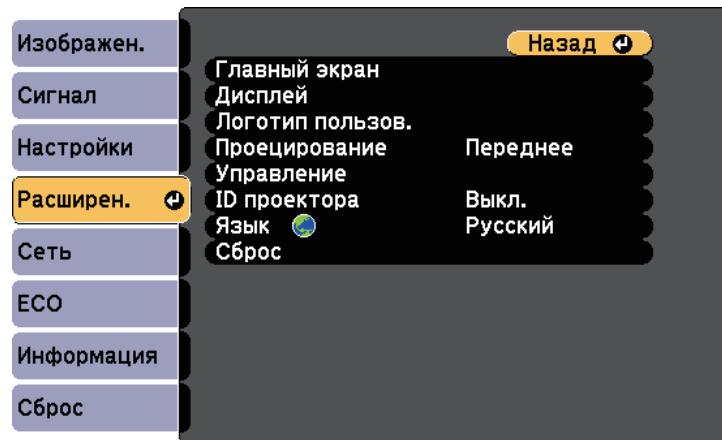 Изображен.
Сигнал
Настройки
Расширен.
Сеть
ECO
Информация
Сброс
Назад
Главный экран
Дисплей
Логотип пользов.
Проецирование Переднее
Управление
ID проектора Выкл.
Язык Русский
Сброс